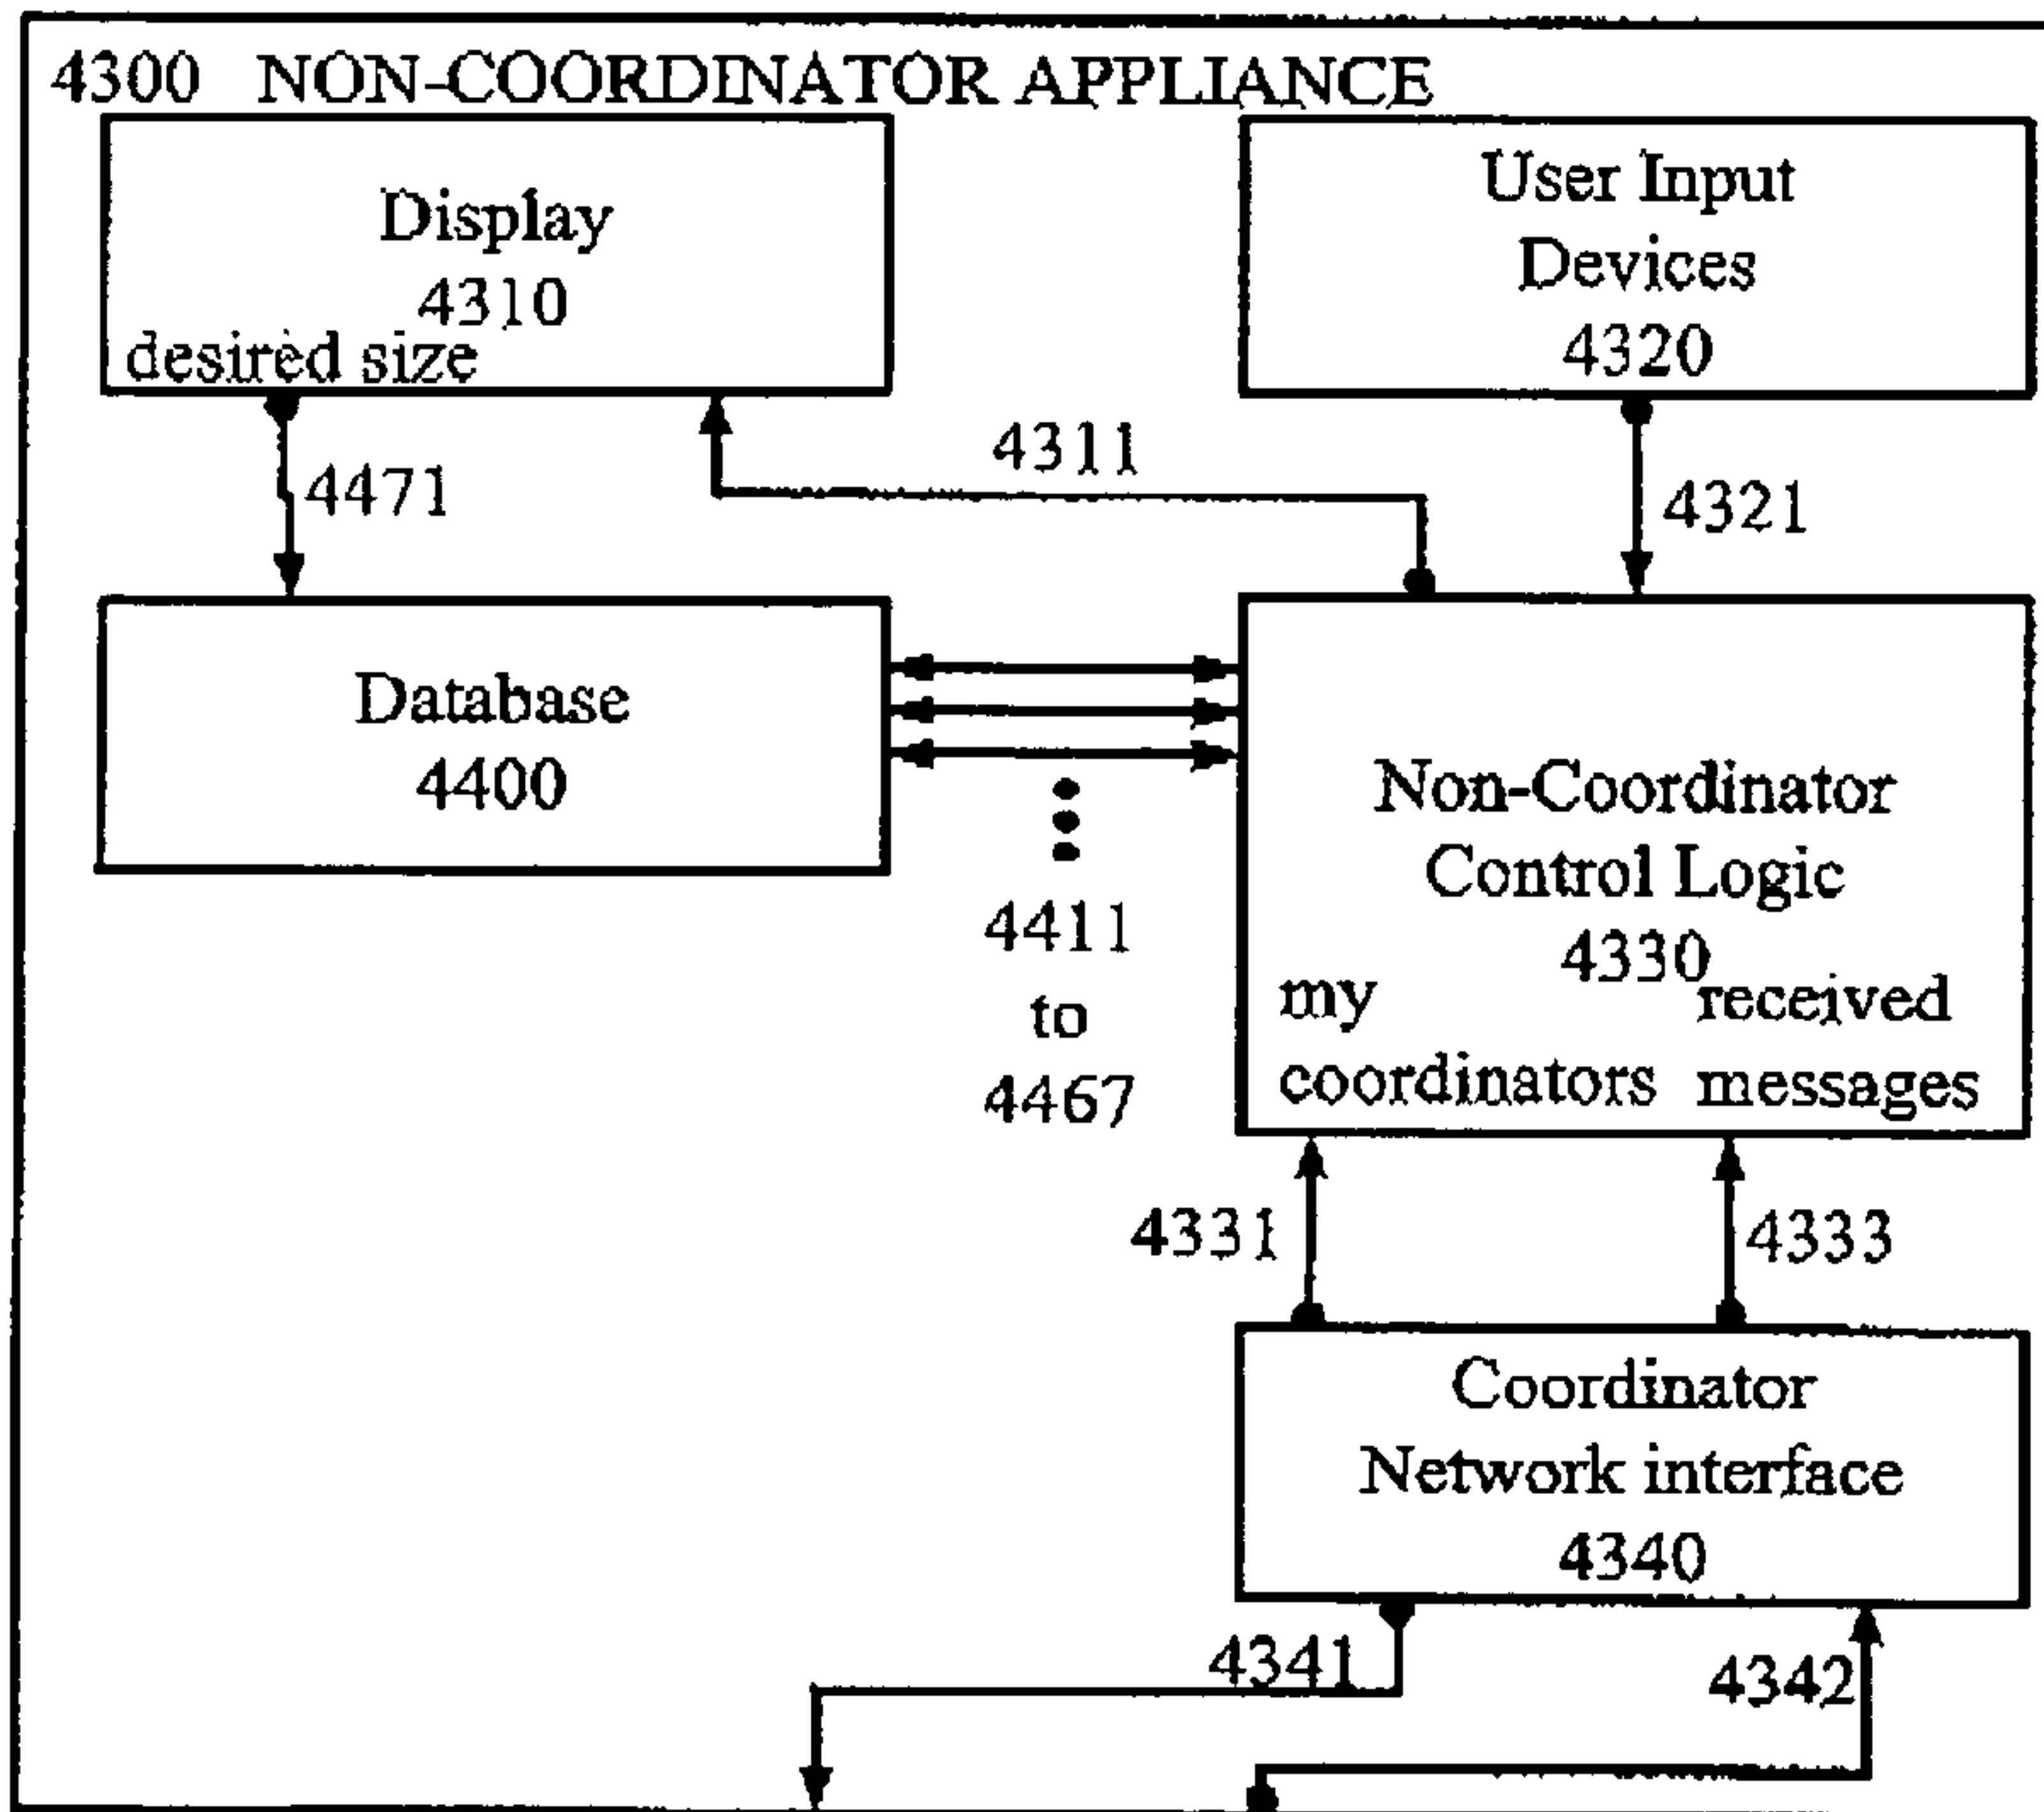 4300 NON-COORDINATOR APPLIANCE
Display
4310
desired size
User Input
Devices
4320
4471
4311
4321
Database
4400
4411
to
4467
Non-Coordinator
Control Logic
4330
my received
coordinators messages
4331
4333
Coordinator
Network interface
4340
4341
4342